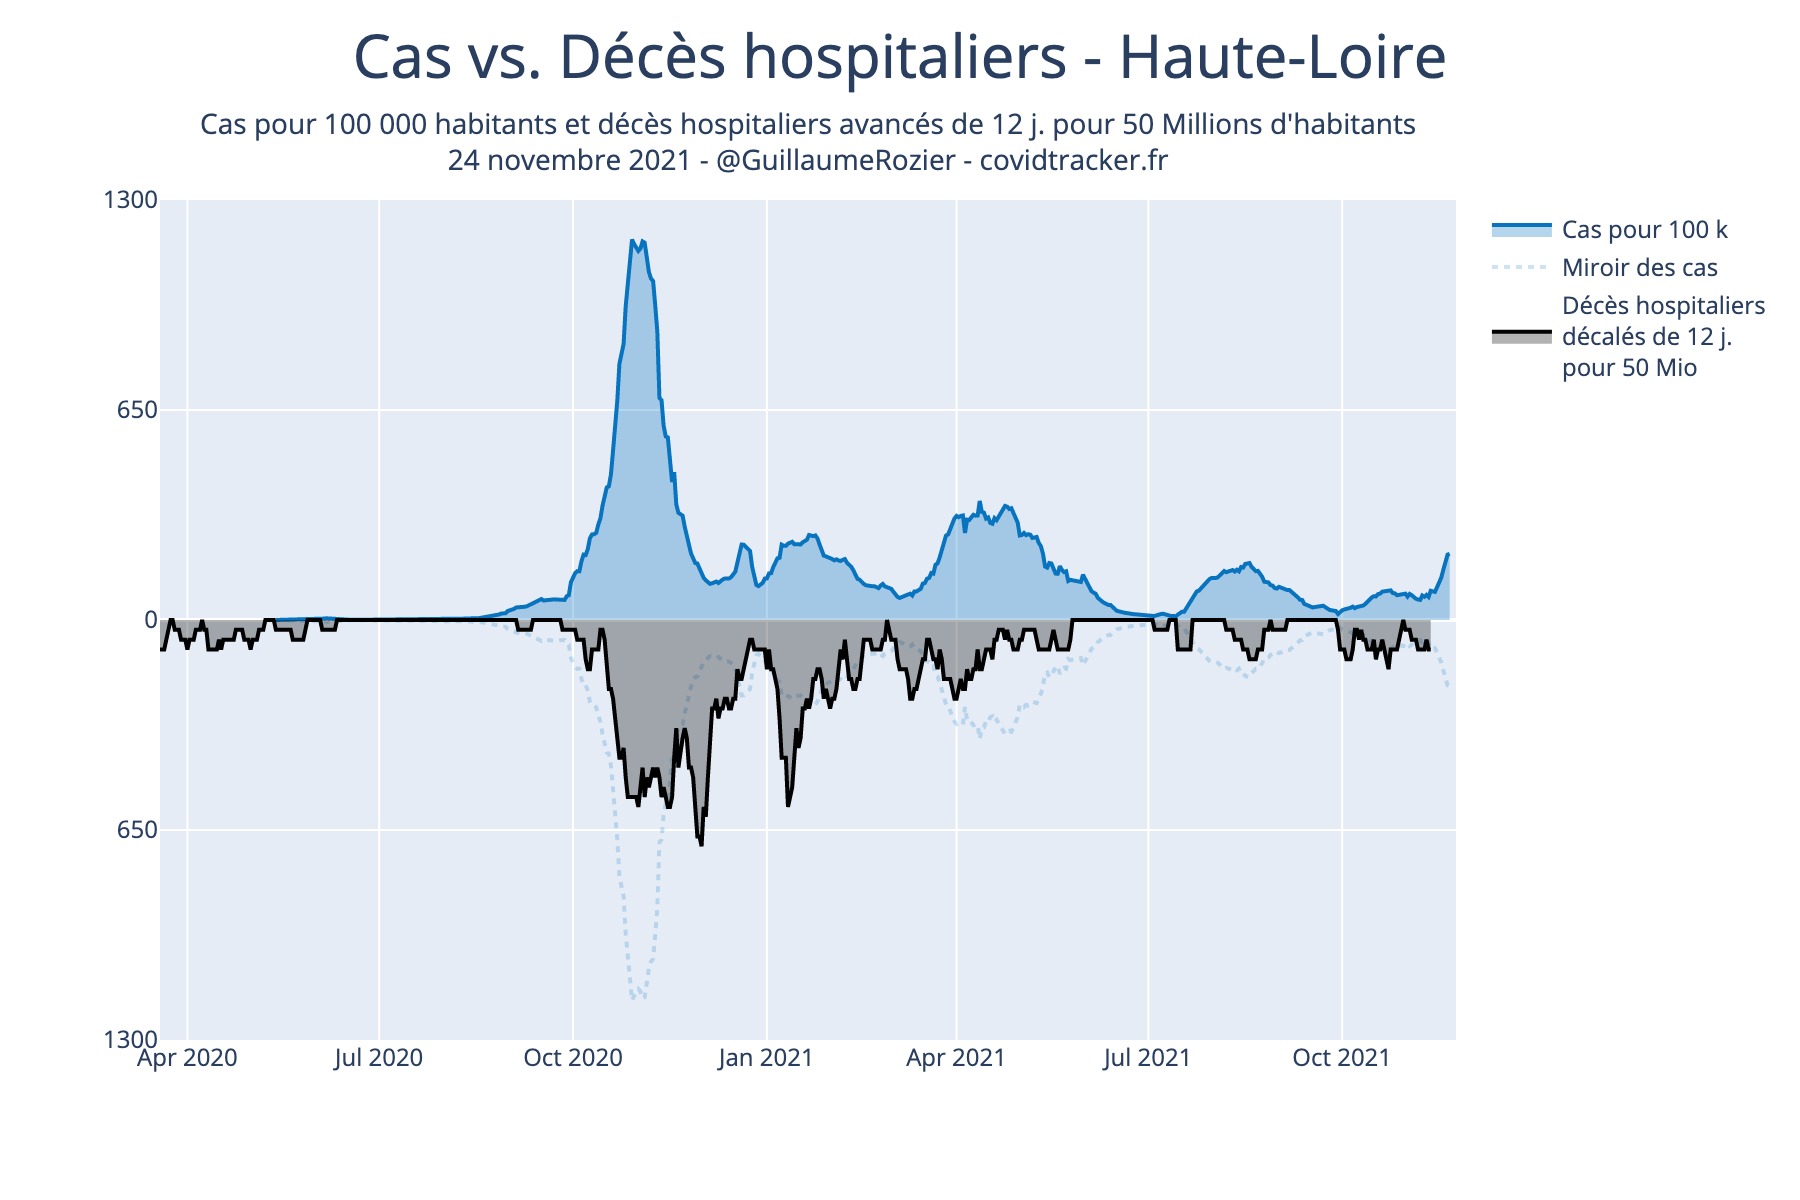 Cas vs. Décès hospitaliers - Haute-Loire
Cas pour 100 000 habitants et décès hospitaliers avancés de 12 j. pour 50 Millions d'habitants
24 novembre 2021 - @GuillaumeRozier - covidtracker.fr
1300
650
0
650
1300
Apr 2020
Jul 2020
Oct 2020
Jan 2021
Apr 2021
Jul 2021
Oct 2021
Cas pour 100 k
Miroir des cas
Décès hospitaliers
décalés de 12 j.
pour 50 Mio